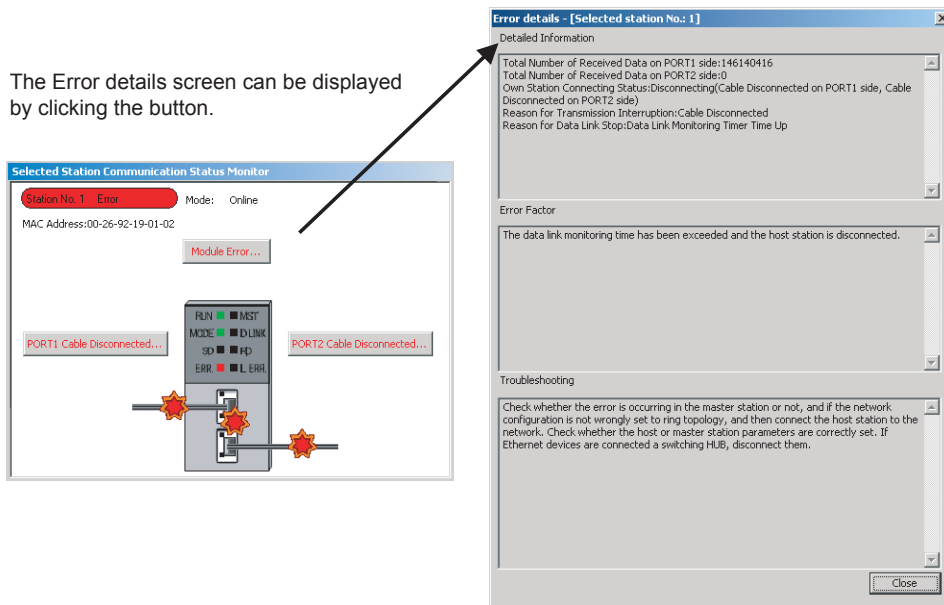 The Error details screen can be displayed
by clicking the button.
Selected Station Communication Status Monitor
Station No. 1 Error
Mode: Online
MAC Address:00-26-92-19-01-02
Module Error...
PORT1 Cable Disconnected...
PORT2 Cable Disconnected...
RUN MST
MODE D LINK
SD RD
ERR. L ERR.
Error details - [Selected station No.: 1]
Detailed Information
Total Number of Received Data on PORT1 side:146140416
Total Number of Received Data on PORT2 side:0
Own Station Connecting Status:Disconnecting(Cable Disconnected on PORT1 side, Cable
Disconnected on PORT2 side)
Reason for Transmission Interruption:Cable Disconnected
Reason for Data Link Stop:Data Link Monitoring Timer Time Up
Error Factor
The data link monitoring time has been exceeded and the host station is disconnected.
Troubleshooting
Check whether the error is occurring in the master station or not, and if the network
configuration is not wrongly set to ring topology, and then connect the host station to the
network. Check whether the host or master station parameters are correctly set. If
Ethernet devices are connected a switching HUB, disconnect them.
Close